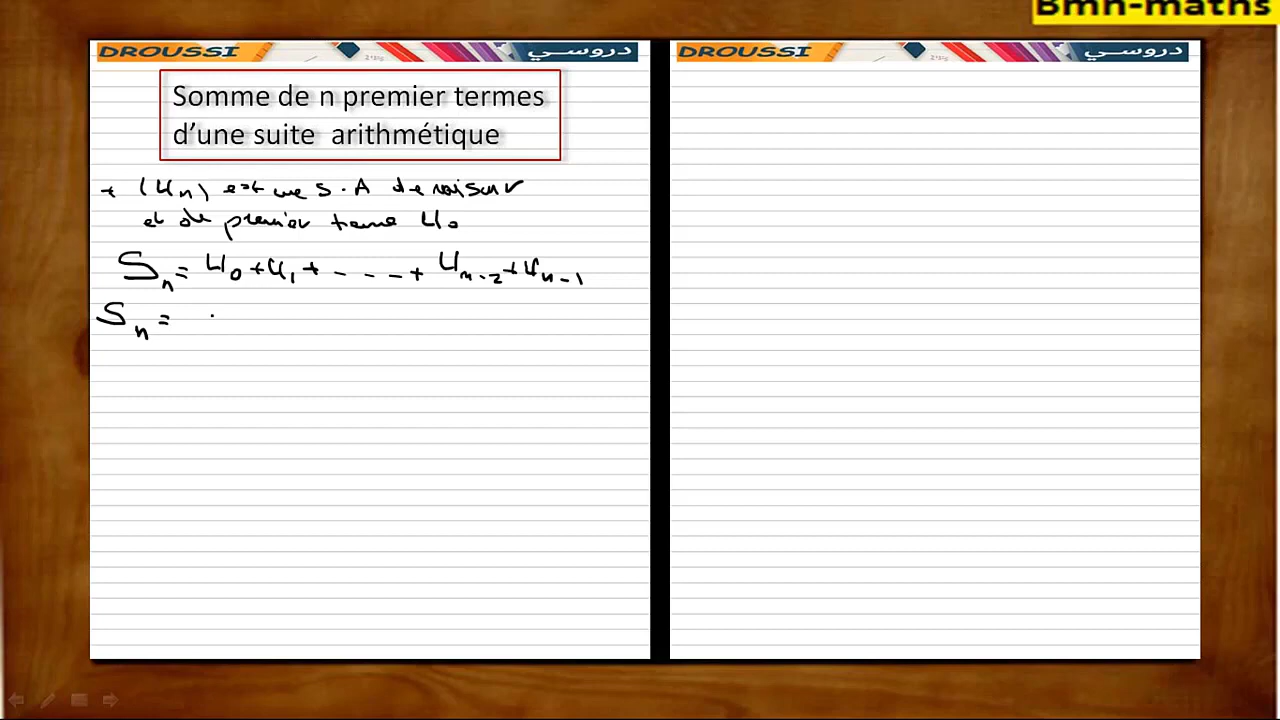 Bmn-maths
DROUSSI دروسي
DROUSSI دروسي
Somme de n premier termes
d’une suite arithmétique
* (Uₙ) est une S.A de raison r
et de premier terme U₀
Sₙ = U₀ + U₁ + - - - - + Uₙ₋₂ + Uₙ₋₁
Sₙ =